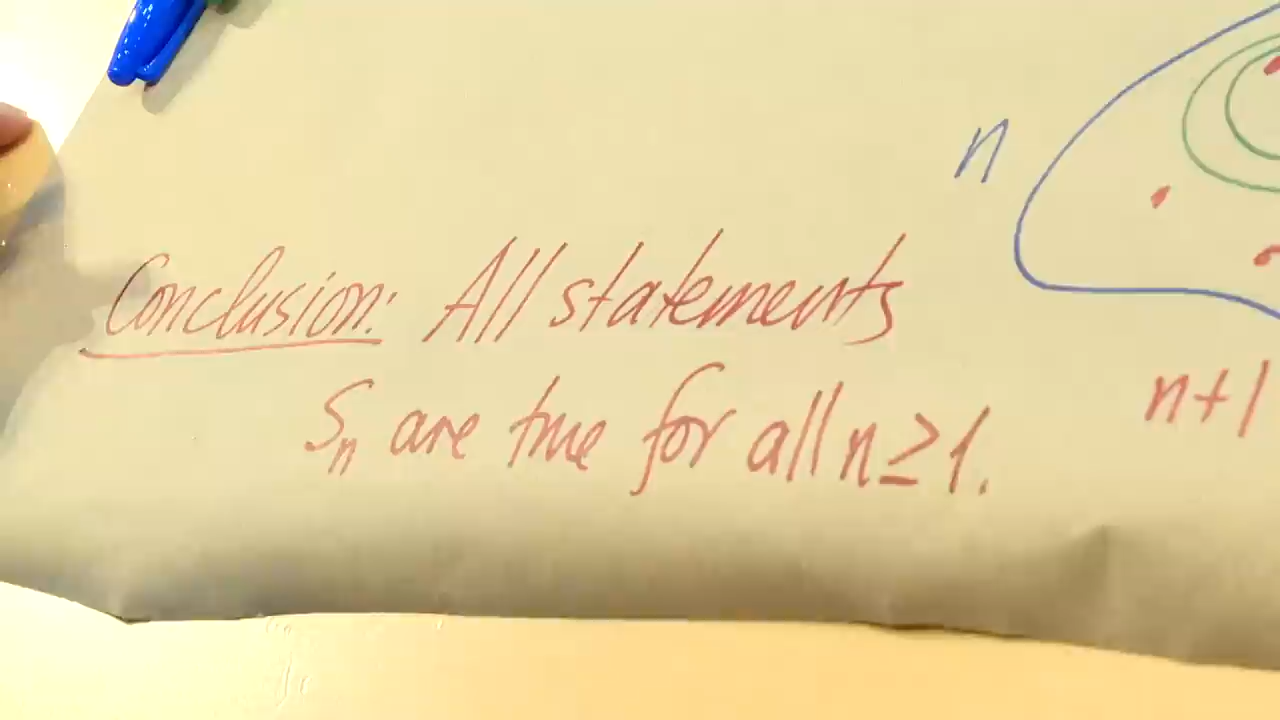 n
Conclusion: All statements
Sₙ are true for all n≥1.
n+1